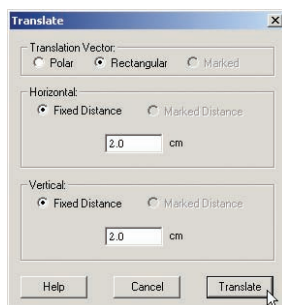 Translate
Translation Vector:
Polar Rectangular Marked
Horizontal:
Fixed Distance Marked Distance
2.0 cm
Vertical:
Fixed Distance Marked Distance
2.0 cm
Help Cancel Translate